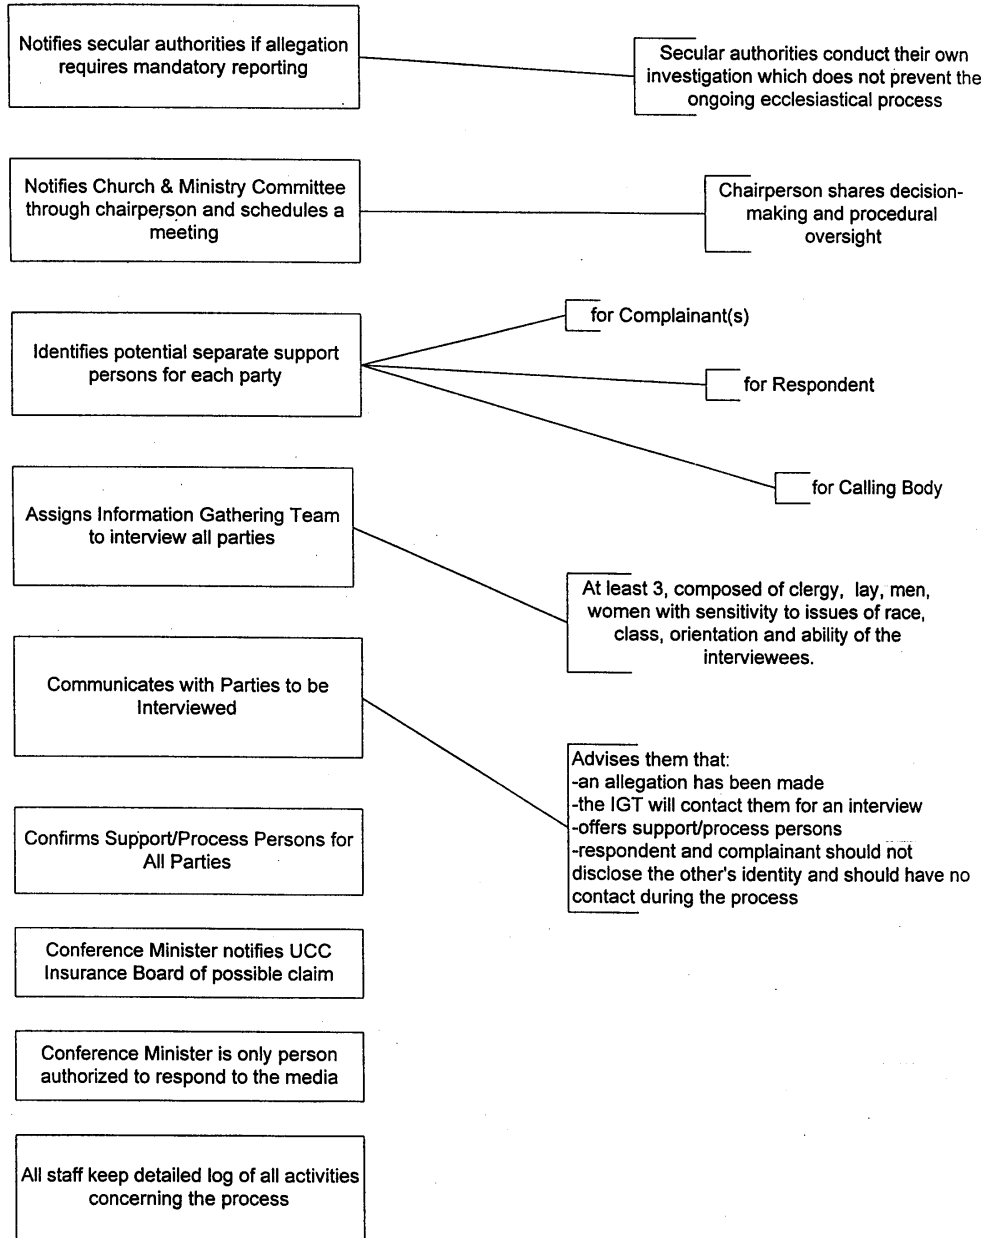 Notifies secular authorities if allegation
requires mandatory reporting
Secular authorities conduct their own
investigation which does not prevent the
ongoing ecclesiastical process
Notifies Church & Ministry Committee
through chairperson and schedules a
meeting
Chairperson shares decision-
making and procedural
oversight
Identifies potential separate support
persons for each party
for Complainant(s)
for Respondent
for Calling Body
Assigns Information Gathering Team
to interview all parties
At least 3, composed of clergy, lay, men,
women with sensitivity to issues of race,
class, orientation and ability of the
interviewees.
Communicates with Parties to be
Interviewed
Advises them that:
-an allegation has been made
-the IGT will contact them for an interview
-offers support/process persons
-respondent and complainant should not
disclose the other's identity and should have no
contact during the process
Confirms Support/Process Persons for
All Parties
Conference Minister notifies UCC
Insurance Board of possible claim
Conference Minister is only person
authorized to respond to the media
All staff keep detailed log of all activities
concerning the process